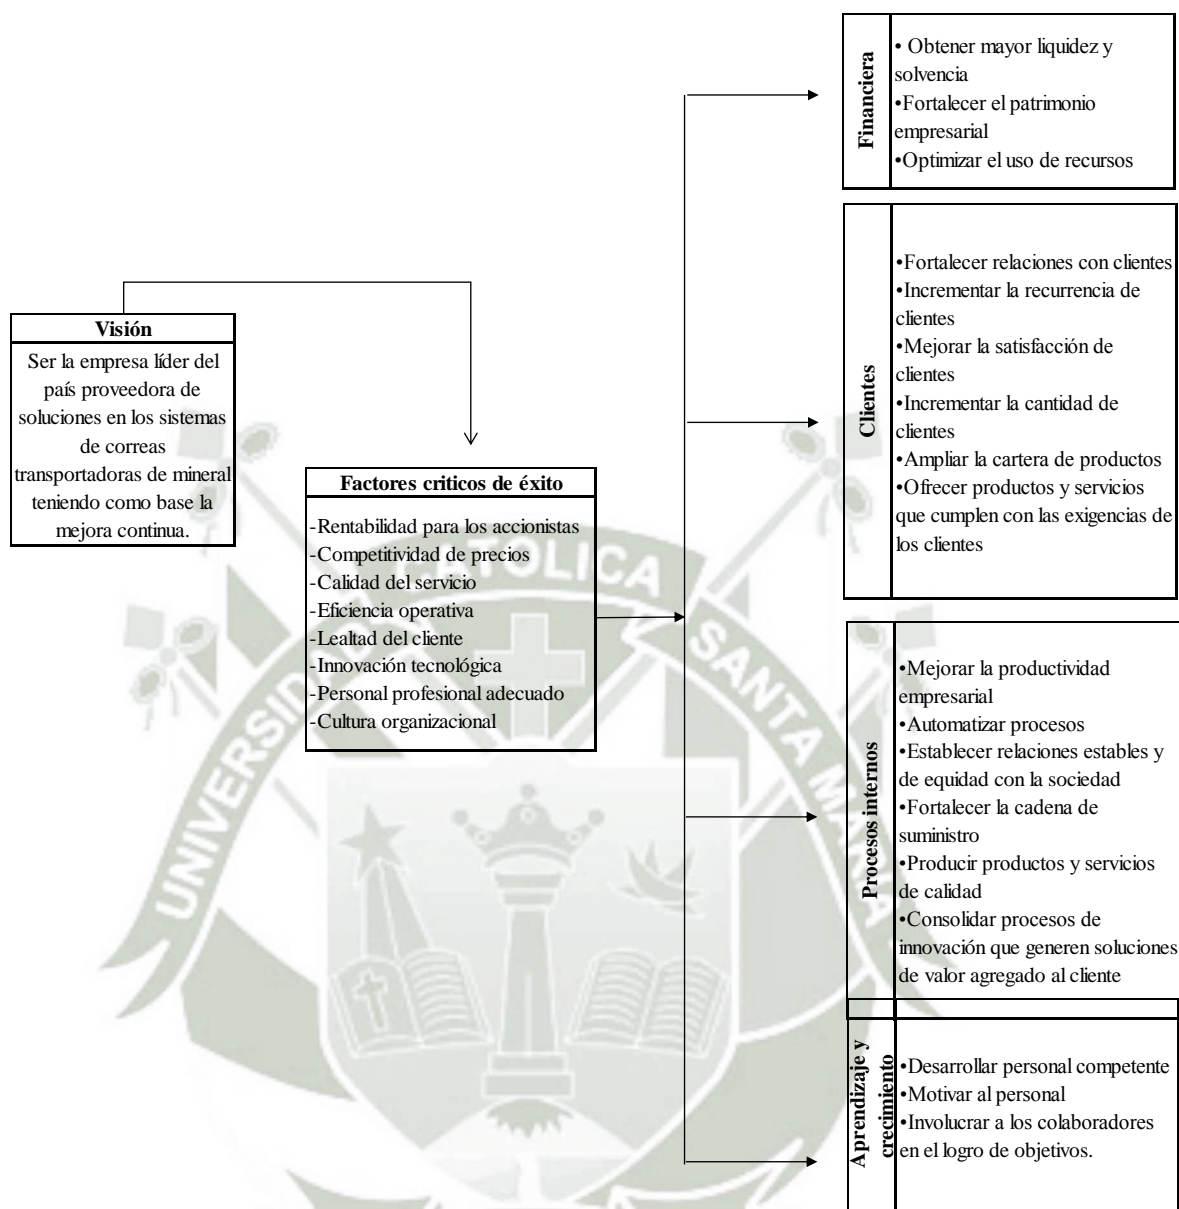 Visión
Ser la empresa líder del
país proveedora de
soluciones en los sistemas
de correas
transportadoras de mineral
teniendo como base la
mejora continua.
Factores criticos de éxito
-Rentabilidad para los accionistas
-Competitividad de precios
-Calidad del servicio
-Eficiencia operativa
-Lealtad del cliente
-Innovación tecnológica
-Personal profesional adecuado
-Cultura organizacional
Financiera
• Obtener mayor liquidez y
solvencia
•Fortalecer el patrimonio
empresarial
•Optimizar el uso de recursos
Clientes
•Fortalecer relaciones con clientes
•Incrementar la recurrencia de
clientes
•Mejorar la satisfacción de
clientes
•Incrementar la cantidad de
clientes
•Ampliar la cartera de productos
•Ofrecer productos y servicios
que cumplen con las exigencias de
los clientes
Procesos internos
•Mejorar la productividad
empresarial
•Automatizar procesos
•Establecer relaciones estables y
de equidad con la sociedad
•Fortalecer la cadena de
suministro
•Producir productos y servicios
de calidad
•Consolidar procesos de
innovación que generen soluciones
de valor agregado al cliente
Aprendizaje y
crecimiento
•Desarrollar personal competente
•Motivar al personal
•Involucrar a los colaboradores
en el logro de objetivos.
CATOLICA
SANTA